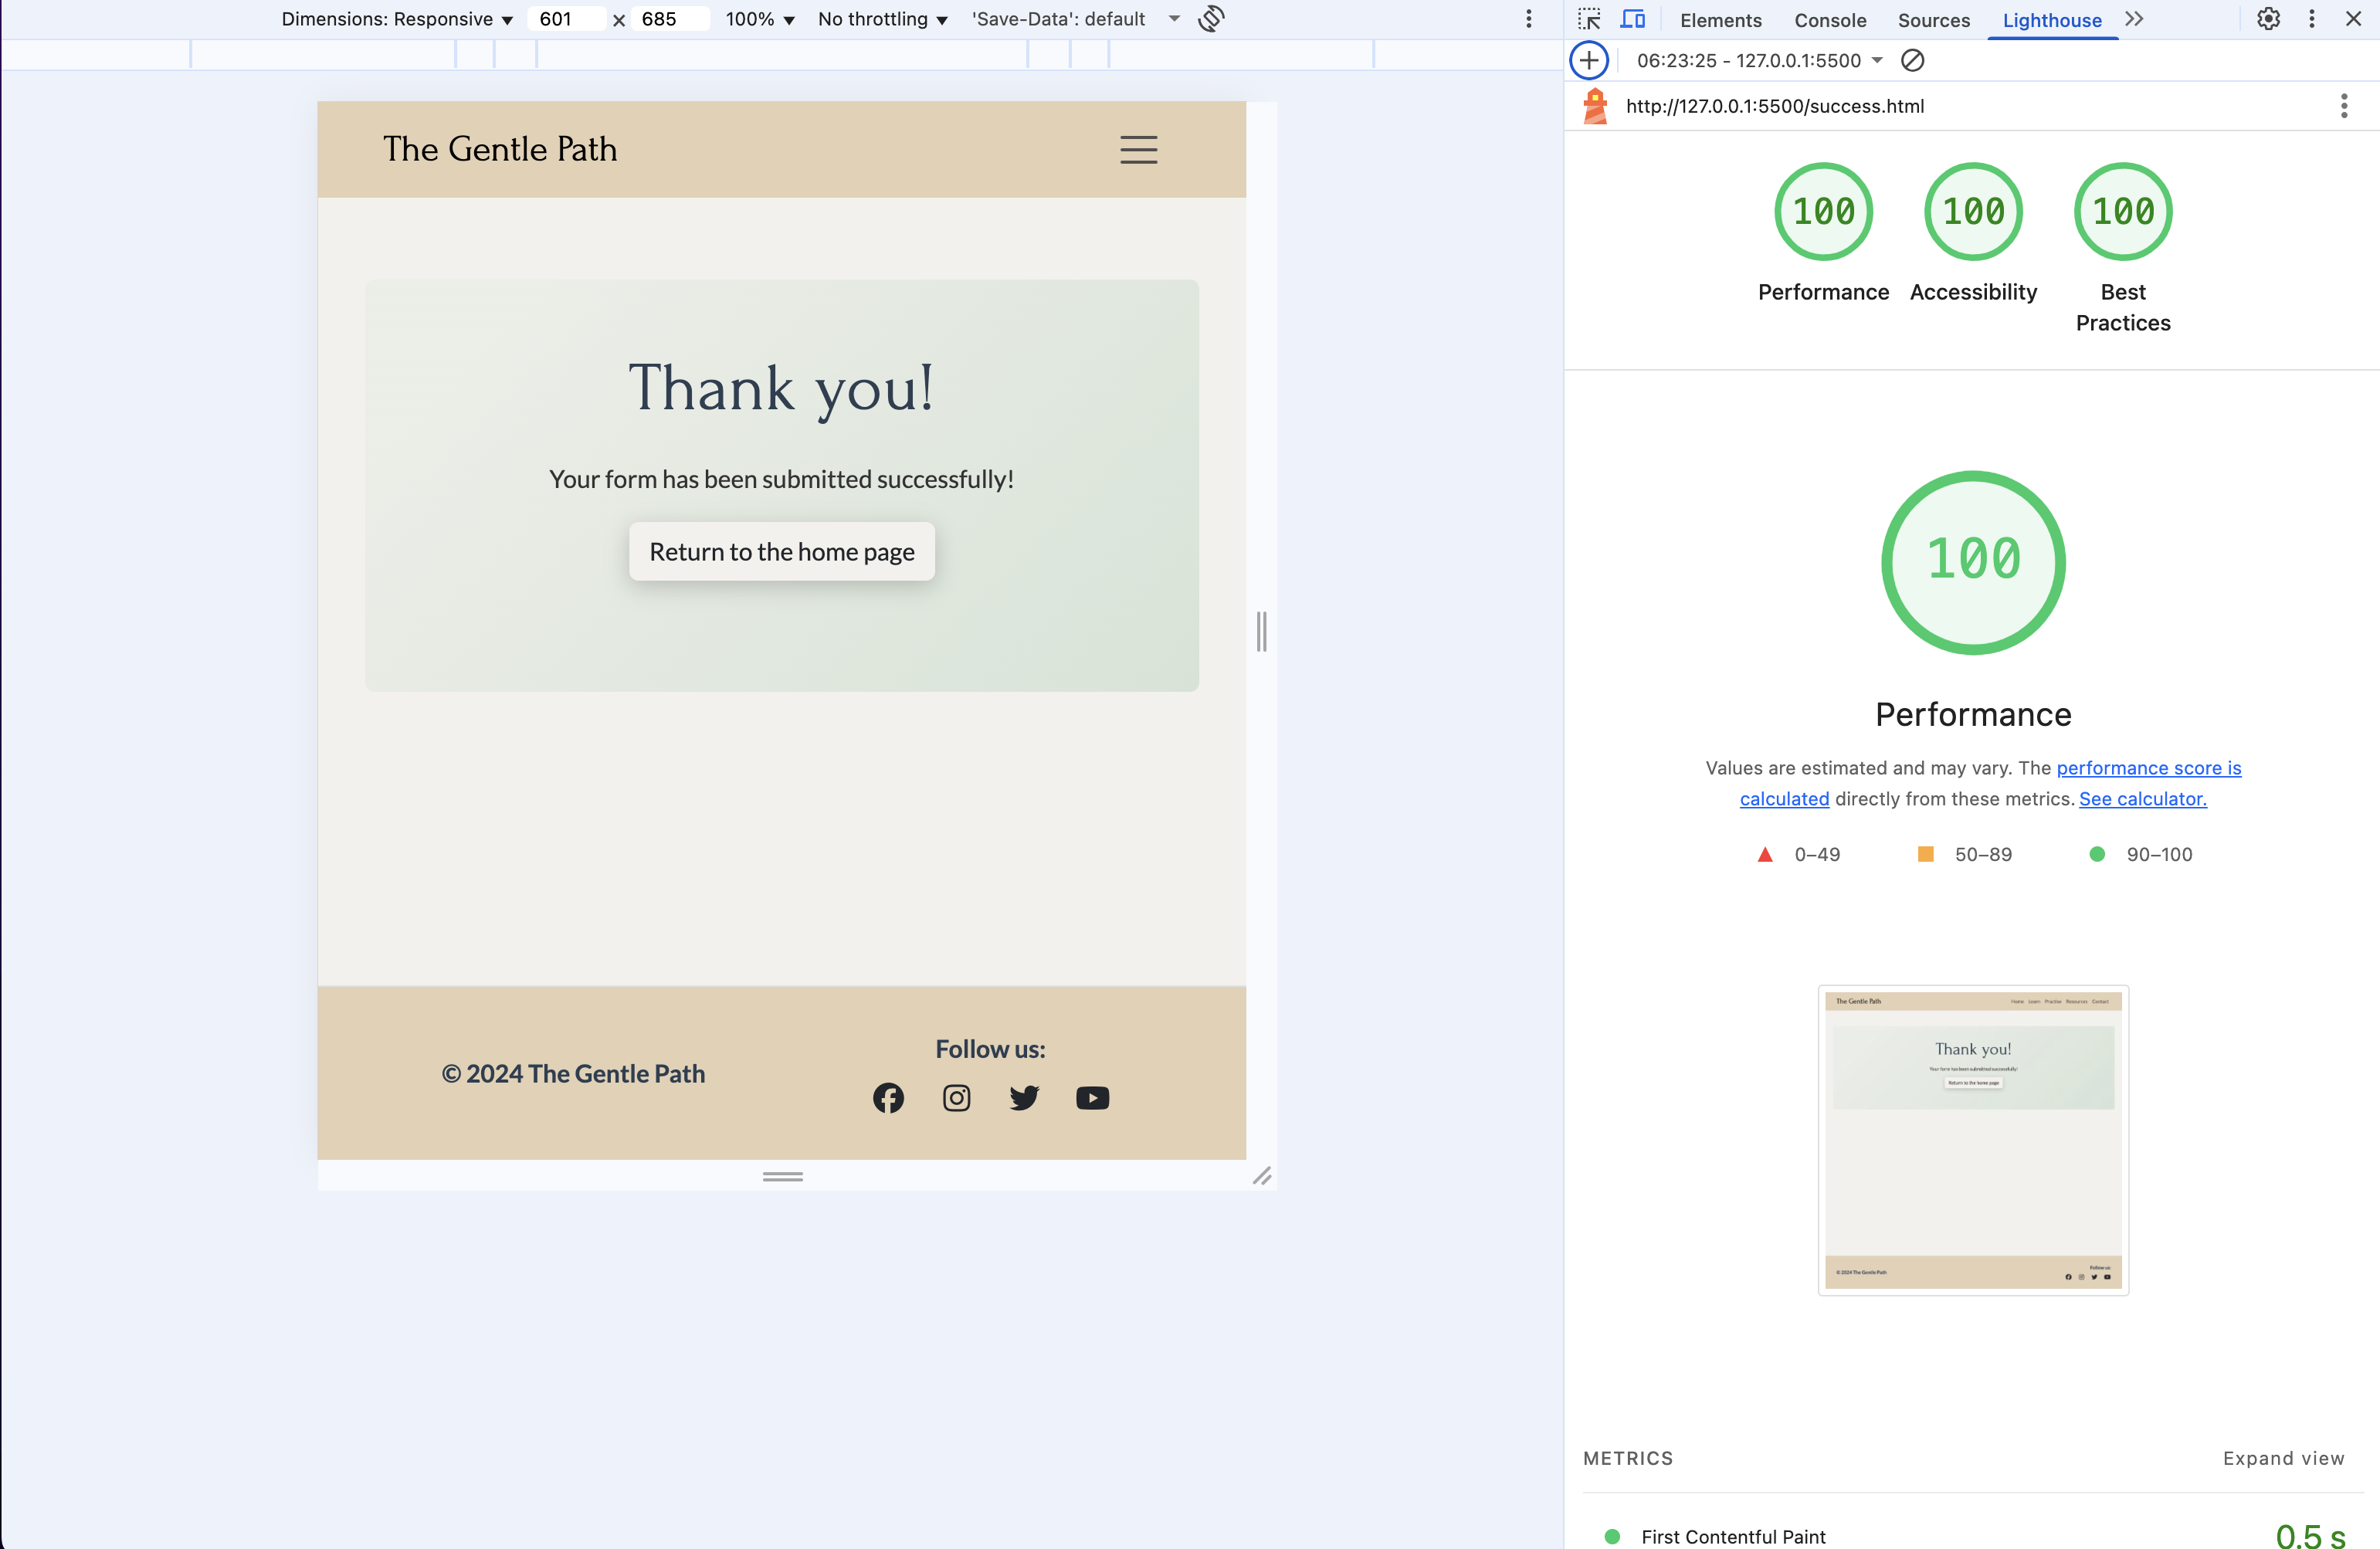 Dimensions: Responsive ▼ 601 × 685 100% ▼ No throttling ▼ 'Save-Data': default
The Gentle Path
Thank you!
Your form has been submitted successfully!
Return to the home page
© 2024 The Gentle Path
Follow us:
Elements Console Sources Lighthouse
06:23:25 - 127.0.0.1:5500
http://127.0.0.1:5500/success.html
100 100 100
Performance Accessibility Best
Practices
100
Performance
Values are estimated and may vary. The performance score is
calculated directly from these metrics. See calculator.
0–49 50–89 90–100
The Gentle Path Home Learn Practise Resources Contact
Thank you!
Your form has been submitted successfully!
Return to the home page
Follow us:
© 2024 The Gentle Path
METRICS Expand view
First Contentful Paint 0.5 s